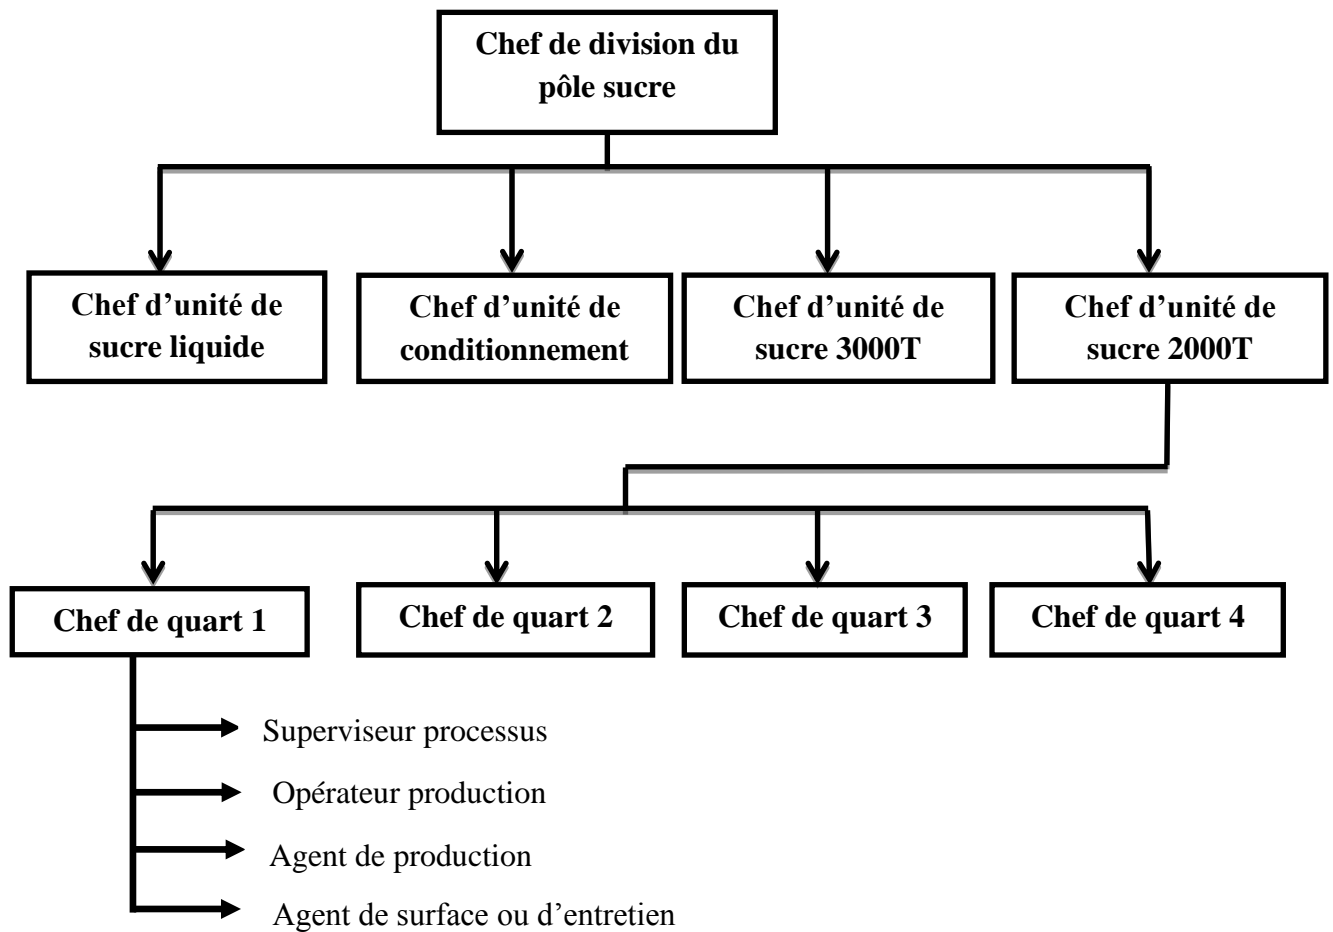 Chef de division du
pôle sucre
Chef d’unité de
sucre liquide
Chef d’unité de
conditionnement
Chef d’unité de
sucre 3000T
Chef d’unité de
sucre 2000T
Chef de quart 1
Chef de quart 2
Chef de quart 3
Chef de quart 4
Superviseur processus
Opérateur production
Agent de production
Agent de surface ou d’entretien